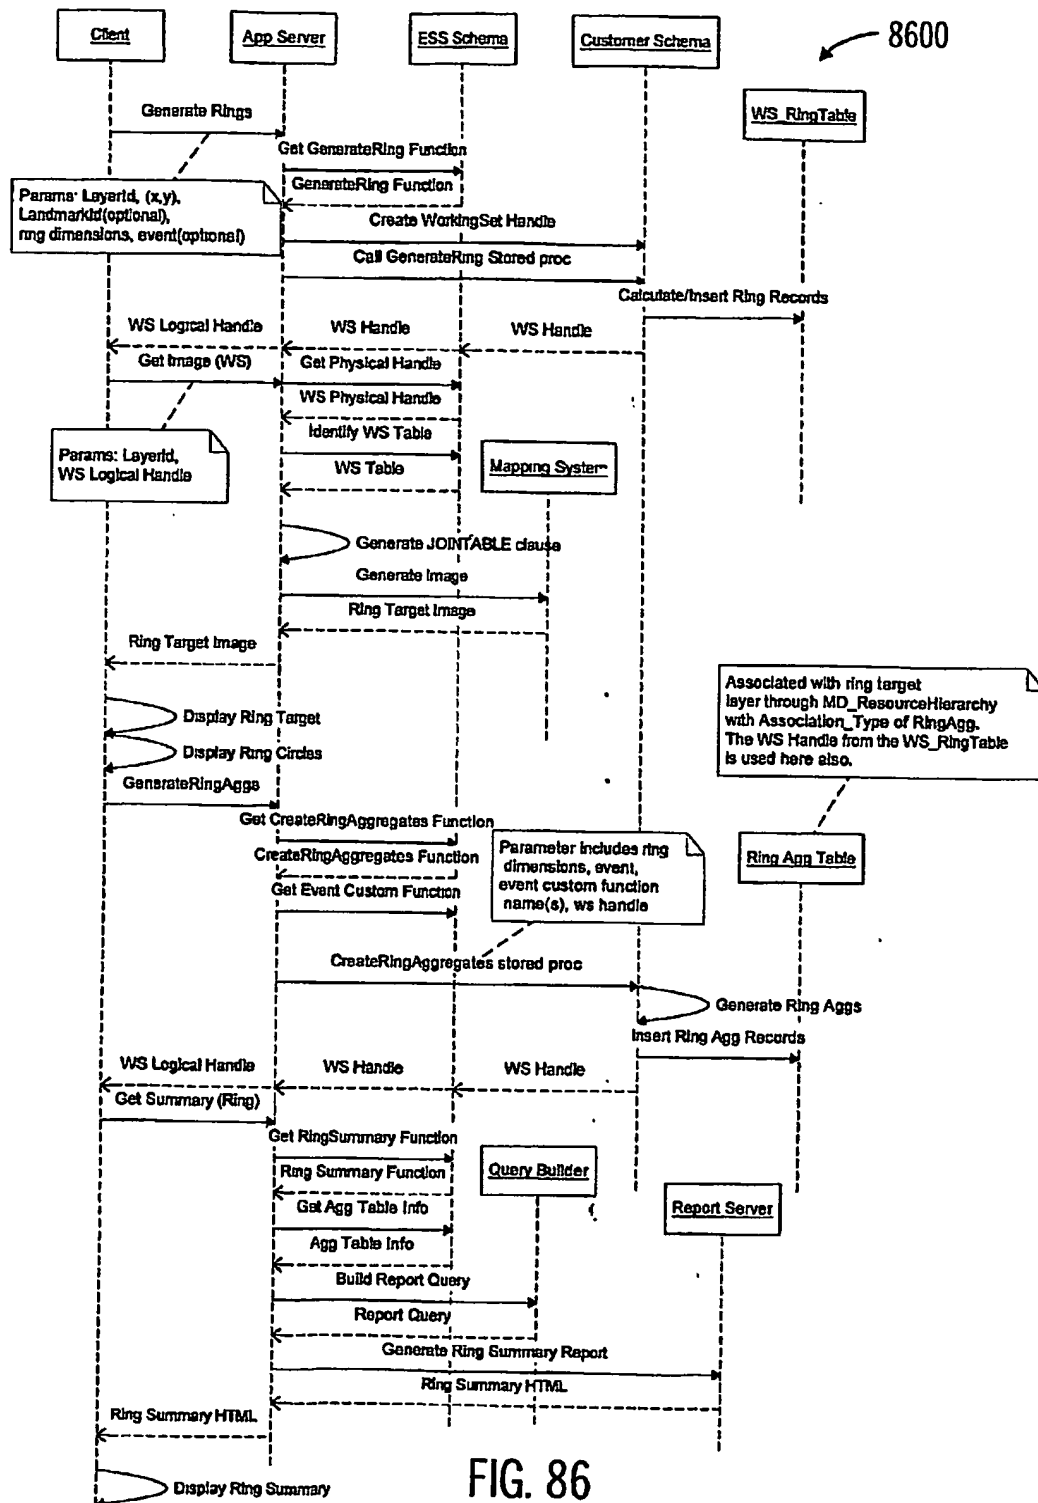 Client
App Server
ESS Schema
Customer Schema
8600
WS_RingTable
Generate Rings
Get GenerateRing Function
GenerateRing Function
Params: LayerId, (x,y),
LandmarkId(optional),
ring dimensions, event(optional)
Create WorkingSet Handle
Call GenerateRing Stored proc
Calculate/Insert Ring Records
WS Logical Handle
WS Handle
WS Handle
Get Image (WS)
Get Physical Handle
WS Physical Handle
Identify WS Table
Params: LayerId,
WS Logical Handle
WS Table
Mapping System
Generate JOINTABLE clause
Generate Image
Ring Target Image
Ring Target Image
Associated with ring target
layer through MD_ResourceHierarchy
with Association_Type of RingAgg.
The WS Handle from the WS_RingTable
is used here also.
Display Ring Target
Display Ring Circles
GenerateRingAggs
Get CreateRingAggregates Function
CreateRingAggregates Function
Get Event Custom Function
Parameter includes ring
dimensions, event,
event custom function
name(s), ws handle
Ring Agg Table
CreateRingAggregates stored proc
Generate Ring Aggs
Insert Ring Agg Records
WS Logical Handle
WS Handle
WS Handle
Get Summary (Ring)
Get RingSummary Function
Ring Summary Function
Query Builder
Get Agg Table Info
Report Server
Agg Table Info
Build Report Query
Report Query
Generate Ring Summary Report
Ring Summary HTML
Ring Summary HTML
Display Ring Summary
FIG. 86